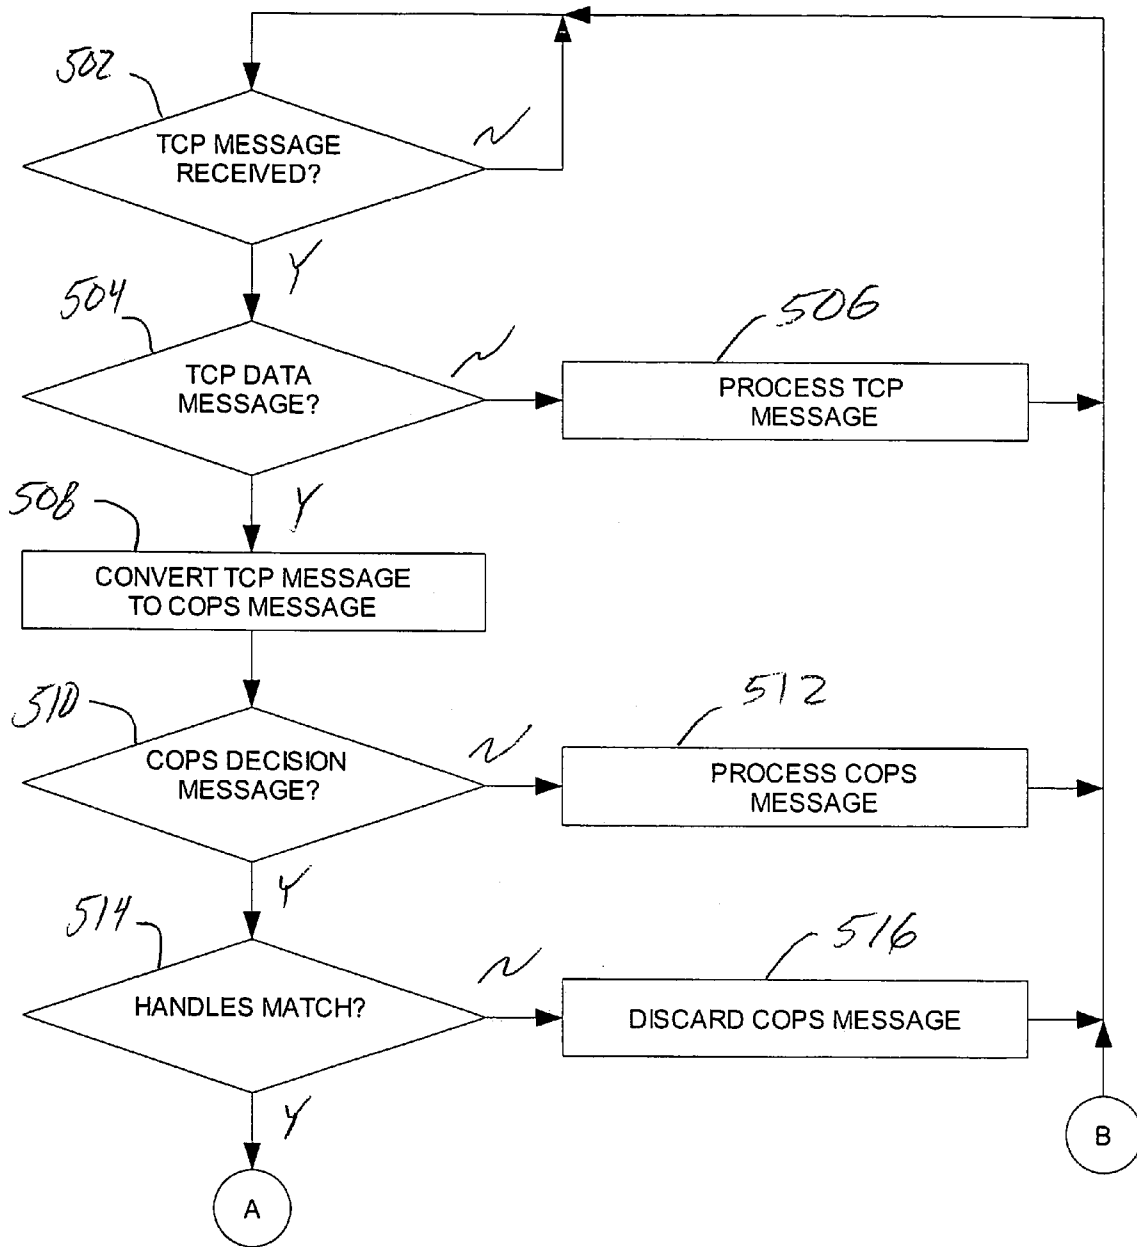 502
TCP MESSAGE
RECEIVED?
N
Y
504
TCP DATA
MESSAGE?
N
506
PROCESS TCP
MESSAGE
Y
508
CONVERT TCP MESSAGE
TO COPS MESSAGE
510
COPS DECISION
MESSAGE?
N
512
PROCESS COPS
MESSAGE
Y
514
HANDLES MATCH?
N
516
DISCARD COPS MESSAGE
Y
A
B